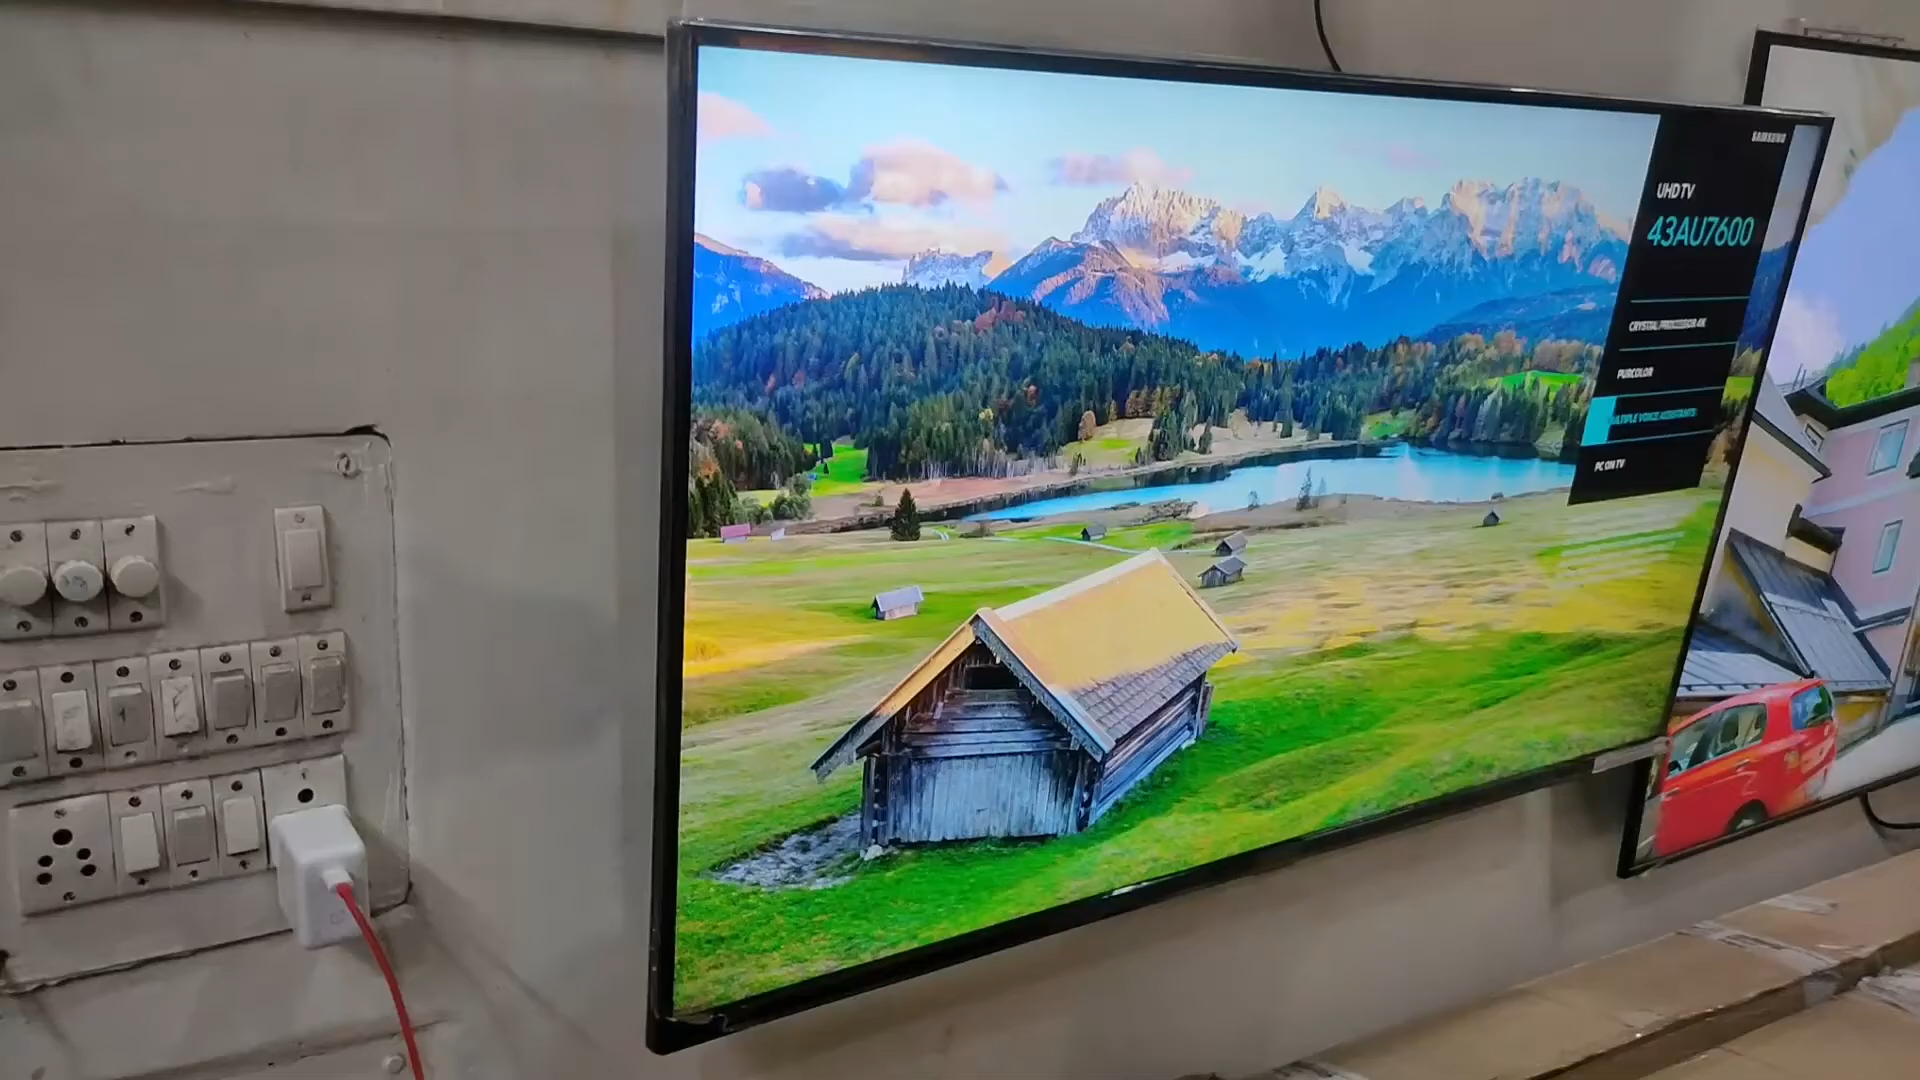 SAMSUNG
UHD TV
43AU7600
CRYSTAL PROCESSOR 4K
PURCOLOR
MULTIPLE VOICE ASSISTANTS
PC ON TV